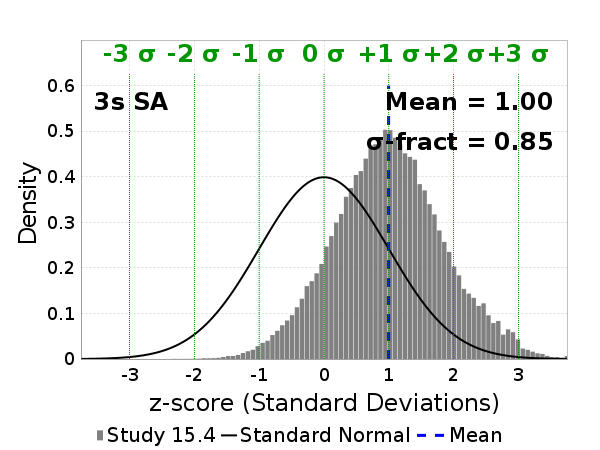 -3 σ -2 σ -1 σ 0 σ +1 σ +2 σ +3 σ
3s SA
Mean = 1.00
σ-fract = 0.85
0.6
0.5
0.4
0.3
0.2
0.1
0
Density
-3 -2 -1 0 1 2 3
z-score (Standard Deviations)
Study 15.4 Standard Normal Mean